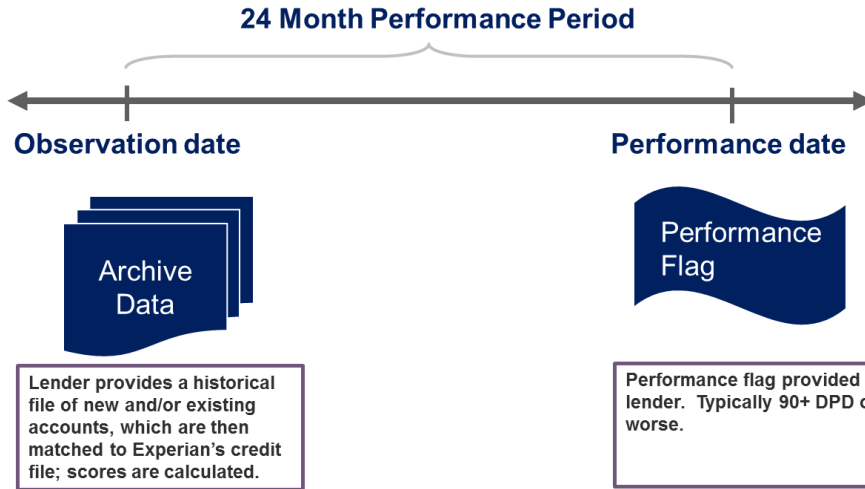 24 Month Performance Period
Observation date
Performance date
Archive
Data
Performance
Flag
Lender provides a historical
file of new and/or existing
accounts, which are then
matched to Experian's credit
file; scores are calculated.
Performance flag provided
lender. Typically 90+ DPD
worse.